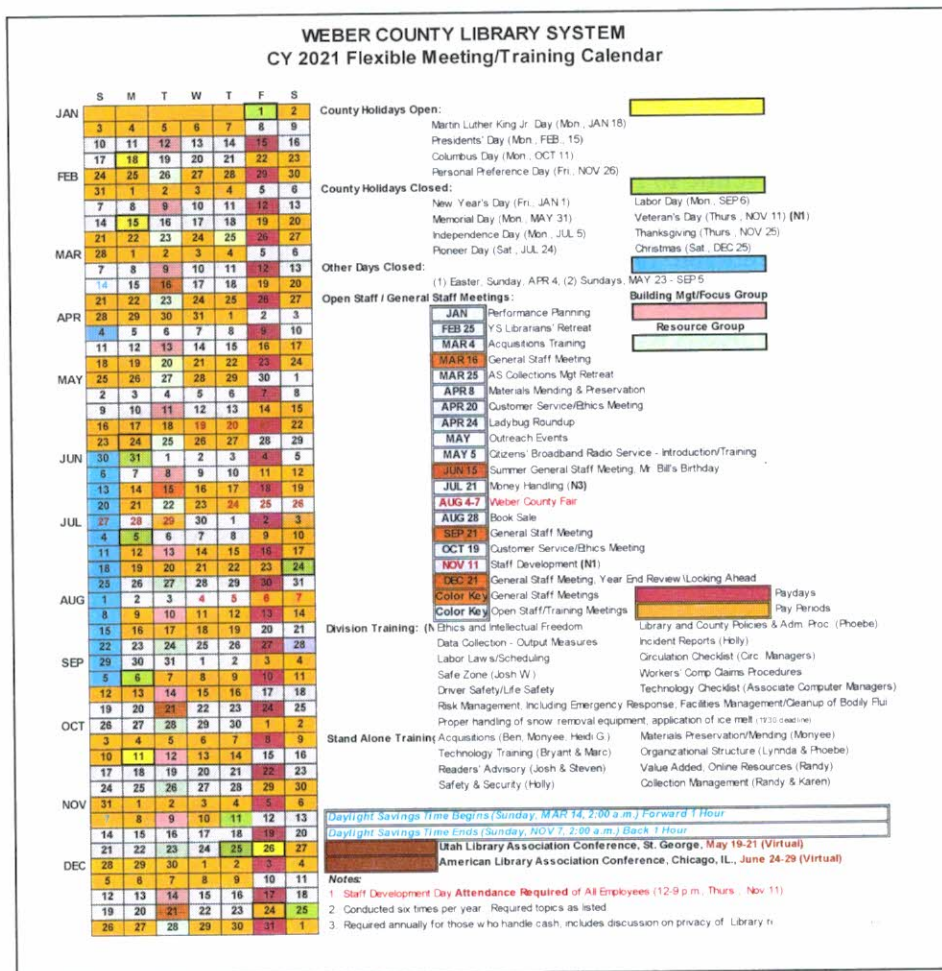 WEBER COUNTY LIBRARY SYSTEM
CY 2021 Flexible Meeting/Training Calendar
S M T W T F S
JAN 1 2
3 4 5 6 7 8 9
10 11 12 13 14 15 16
17 18 19 20 21 22 23
FEB 24 25 26 27 28 29 30
31 1 2 3 4 5 6
7 8 9 10 11 12 13
14 15 16 17 18 19 20
21 22 23 24 25 26 27
MAR 28 1 2 3 4 5 6
7 8 9 10 11 12 13
14 15 16 17 18 19 20
21 22 23 24 25 26 27
APR 28 29 30 31 1 2 3
4 5 6 7 8 9 10
11 12 13 14 15 16 17
18 19 20 21 22 23 24
MAY 25 26 27 28 29 30 1
2 3 4 5 6 7 8
9 10 11 12 13 14 15
16 17 18 19 20 22
23 24 25 26 27 28 29
JUN 30 31 1 2 3 4 5
6 7 8 9 10 11 12
13 14 15 16 17 18 19
20 21 22 23 24 25 26
JUL 27 28 29 30 1 2 3
4 5 6 7 8 9 10
11 12 13 14 15 16 17
18 19 20 21 22 23 24
25 26 27 28 29 30 31
AUG 1 2 3 4 5 6 7
8 9 10 11 12 13 14
15 16 17 18 19 20 21
22 23 24 25 26 27 28
SEP 29 30 31 1 2 3 4
5 6 7 8 9 10 11
12 13 14 15 16 17 18
19 20 21 22 23 24 25
OCT 26 27 28 29 30 1 2
3 4 5 6 7 8 9
10 11 12 13 14 15 16
17 18 19 20 21 22 23
24 25 26 27 28 29 30
NOV 31 1 2 3 4 5 6
7 8 9 10 11 12 13
14 15 16 17 18 19 20
21 22 23 24 25 26 27
DEC 28 29 30 1 2 3 4
5 6 7 8 9 10 11
12 13 14 15 16 17 18
19 20 21 22 23 24 25
26 27 28 29 30 31 1
County Holidays Open:
Martin Luther King Jr. Day (Mon., JAN 18)
Presidents' Day (Mon., FEB., 15)
Columbus Day (Mon., OCT 11)
Personal Preference Day (Fri., NOV 26)
County Holidays Closed:
New Year's Day (Fri., JAN 1) Labor Day (Mon., SEP 6)
Memorial Day (Mon., MAY 31) Veteran's Day (Thurs., NOV 11) (N1)
Independence Day (Mon., JUL 5) Thanksgiving (Thurs., NOV 25)
Pioneer Day (Sat., JUL 24) Christmas (Sat., DEC 25)
Other Days Closed:
(1) Easter, Sunday, APR 4, (2) Sundays, MAY 23 - SEP 5
Open Staff / General Staff Meetings: Building Mgt/Focus Group
JAN Performance Planning
FEB 25 YS Librarians' Retreat Resource Group
MAR 4 Acquisitions Training
MAR 16 General Staff Meeting
MAR 25 AS Collections Mgt Retreat
APR 8 Materials Mending & Preservation
APR 20 Customer Service/Ethics Meeting
APR 24 Ladybug Roundup
MAY Outreach Events
MAY 5 Citizens' Broadband Radio Service - Introduction/Training
JUN 15 Summer General Staff Meeting, Mr. Bill's Birthday
JUL 21 Money Handling (N3)
AUG 4-7 Weber County Fair
AUG 28 Book Sale
SEP 21 General Staff Meeting
OCT 19 Customer Service/Ethics Meeting
NOV 11 Staff Development (N1)
DEC 21 General Staff Meeting, Year End Review \Looking Ahead
Color Key General Staff Meetings Paydays
Color Key Open Staff/Training Meetings Pay Periods
Division Training: (N Ethics and Intellectual Freedom Library and County Policies & Adm. Proc. (Phoebe)
Data Collection - Output Measures Incident Reports (Holly)
Labor Laws/Scheduling Circulation Checklist (Circ. Managers)
Safe Zone (Josh W.) Workers' Comp Claims Procedures
Driver Safety/Life Safety Technology Checklist (Associate Computer Managers)
Risk Management, Including Emergency Response, Facilities Management/Cleanup of Bodily Flui
Proper handling of snow removal equipment, application of ice melt
Stand Alone Training Acquisitions (Ben, Monyee, Heidi G.) Materials Preservation/Mending (Monyee)
Technology Training (Bryant & Marc) Organizational Structure (Lynnda & Phoebe)
Readers' Advisory (Josh & Steven) Value Added, Online Resources (Randy)
Safety & Security (Holly) Collection Management (Randy & Karen)
Daylight Savings Time Begins (Sunday, MAR 14, 2:00 a.m.) Forward 1 Hour
Daylight Savings Time Ends (Sunday, NOV 7, 2:00 a.m.) Back 1 Hour
Utah Library Association Conference, St. George, May 19-21 (Virtual)
American Library Association Conference, Chicago, IL., June 24-29 (Virtual)
Notes:
1. Staff Development Day Attendance Required of All Employees (12-9 p.m., Thurs., Nov. 11)
2. Conducted six times per year. Required topics as listed
3. Required annually for those who handle cash, includes discussion on privacy of Library